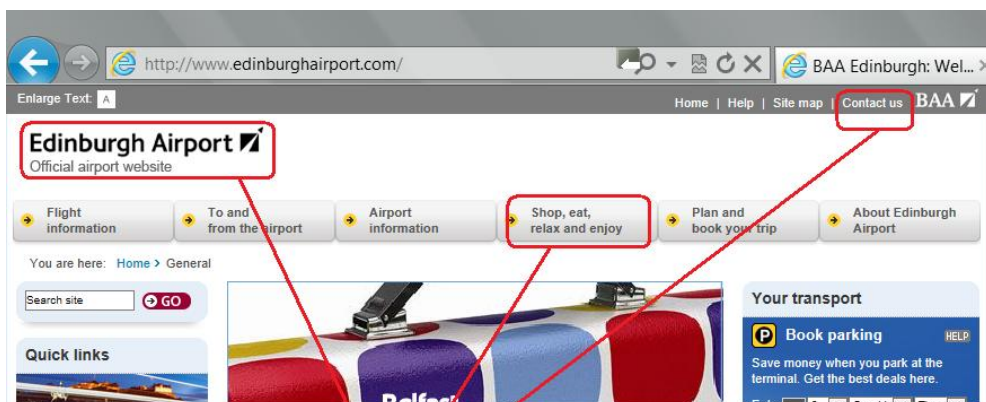 http://www.edinburghairport.com/
BAA Edinburgh: Wel...
Enlarge Text: A
Home | Help | Site map | Contact us BAA
Edinburgh Airport
Official airport website
Flight
information
To and
from the airport
Airport
information
Shop, eat,
relax and enjoy
Plan and
book your trip
About Edinburgh
Airport
You are here: Home > General
Search site GO
Quick links
Belfast
Your transport
P Book parking HELP
Save money when you park at the
terminal. Get the best deals here.